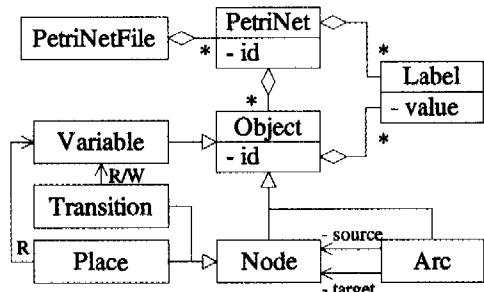 PetriNet
PetriNetFile
*
- id
*
Label
- value
*
*
Object
- id
Variable
R/W
Transition
R
Place
Node
- source
Arc
- target